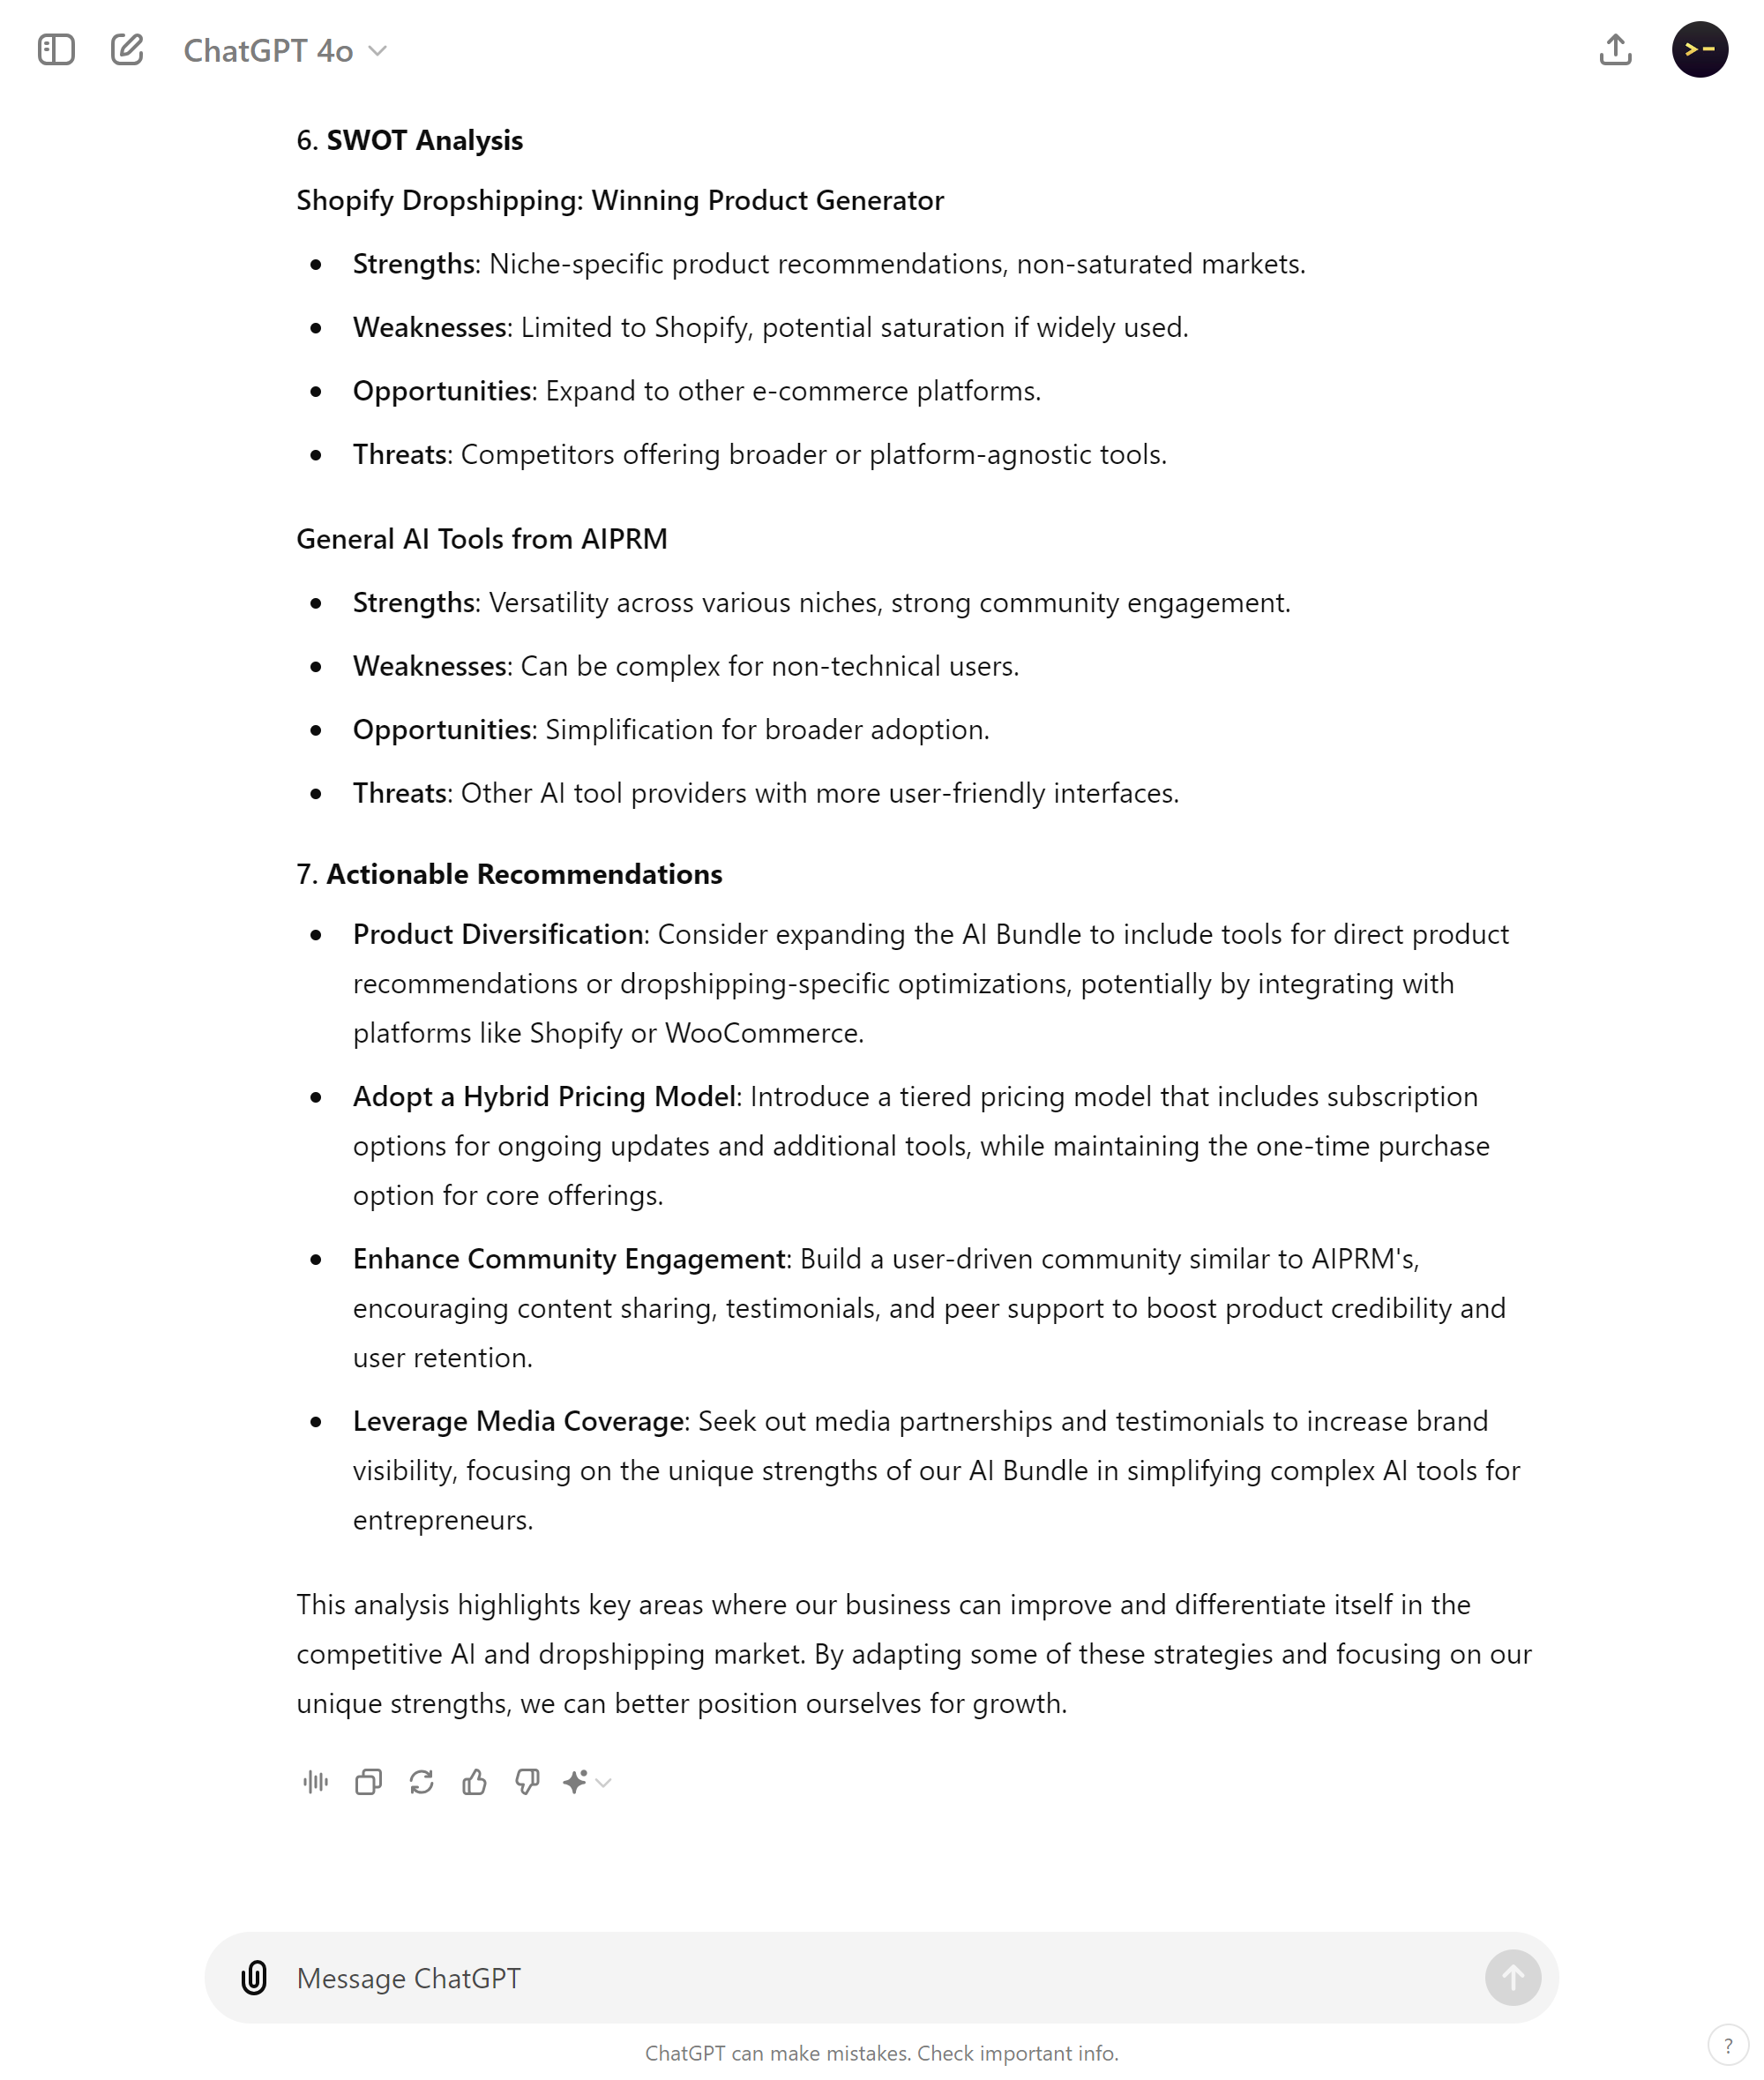 ChatGPT 4o
>-
6. SWOT Analysis
Shopify Dropshipping: Winning Product Generator
Strengths: Niche-specific product recommendations, non-saturated markets.
Weaknesses: Limited to Shopify, potential saturation if widely used.
Opportunities: Expand to other e-commerce platforms.
Threats: Competitors offering broader or platform-agnostic tools.
General AI Tools from AIPRM
Strengths: Versatility across various niches, strong community engagement.
Weaknesses: Can be complex for non-technical users.
Opportunities: Simplification for broader adoption.
Threats: Other AI tool providers with more user-friendly interfaces.
7. Actionable Recommendations
Product Diversification: Consider expanding the AI Bundle to include tools for direct product
recommendations or dropshipping-specific optimizations, potentially by integrating with
platforms like Shopify or WooCommerce.
Adopt a Hybrid Pricing Model: Introduce a tiered pricing model that includes subscription
options for ongoing updates and additional tools, while maintaining the one-time purchase
option for core offerings.
Enhance Community Engagement: Build a user-driven community similar to AIPRM's,
encouraging content sharing, testimonials, and peer support to boost product credibility and
user retention.
Leverage Media Coverage: Seek out media partnerships and testimonials to increase brand
visibility, focusing on the unique strengths of our AI Bundle in simplifying complex AI tools for
entrepreneurs.
This analysis highlights key areas where our business can improve and differentiate itself in the
competitive AI and dropshipping market. By adapting some of these strategies and focusing on our
unique strengths, we can better position ourselves for growth.
Message ChatGPT
ChatGPT can make mistakes. Check important info.
?